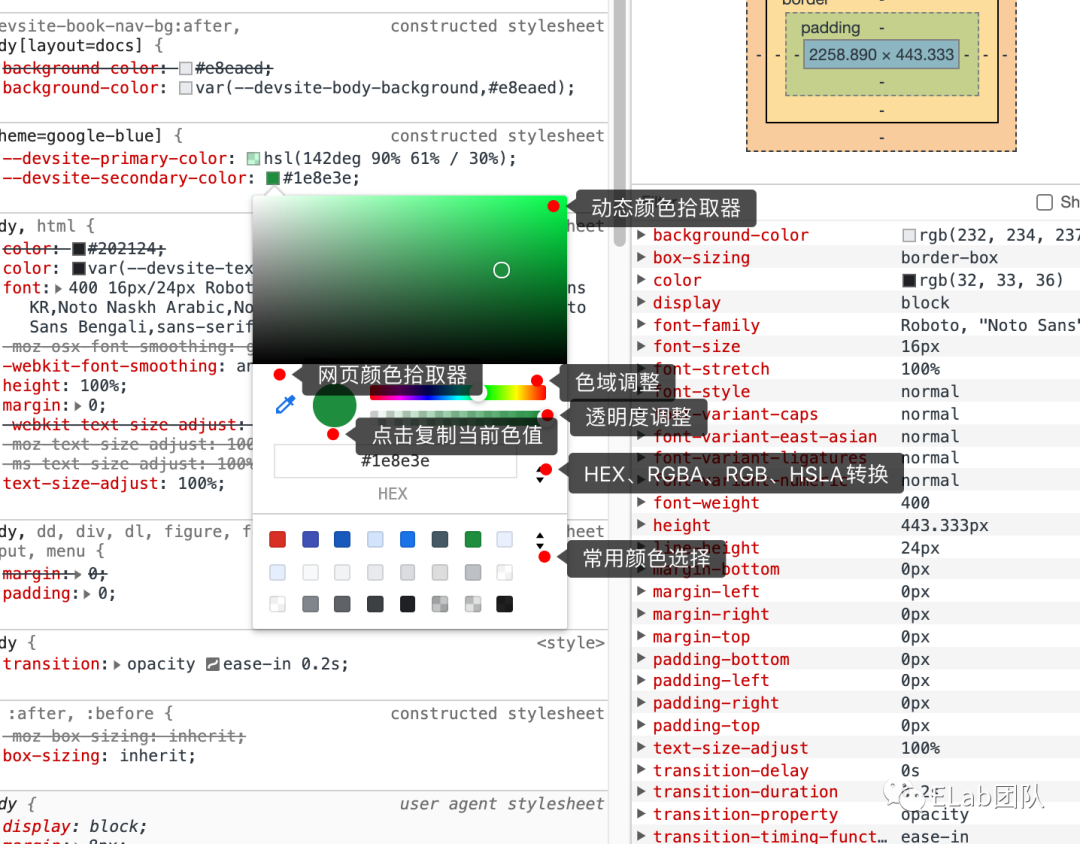 evsite-book-nav-bg:after, constructed stylesheet
dy[layout=docs] {
background-color: #e8eaed;
background-color: var(--devsite-body-background,#e8eaed);
heme=google-blue] { constructed stylesheet
--devsite-primary-color: hsl(142deg 90% 61% / 30%);
--devsite-secondary-color: #1e8e3e;
dy, html { heet
color: #202124;
color: var(--devsite-tex
font: 400 16px/24px Robot ns
KR,Noto Naskh Arabic,No to
Sans Bengali,sans-serif
-moz-osx-font-smoothing: g
-webkit-font-smoothing: an
height: 100%;
margin: 0;
-webkit-text-size-adjust:
-moz-text-size-adjust: 100
-ms-text-size-adjust: 100%
text-size-adjust: 100%;
dy, dd, div, dl, figure, f heet
put, menu {
margin: 0;
padding: 0;
dy { <style>
transition: opacity ease-in 0.2s;
:after, :before { constructed stylesheet
-moz-box-sizing: inherit;
box-sizing: inherit;
dy { user agent stylesheet
display: block;
margin: 8px;
动态颜色拾取器
网页颜色拾取器
色域调整
透明度调整
点击复制当前色值
#1e8e3e
HEX、RGBA、RGB、HSLA转换
HEX
常用颜色选择
border -
padding -
- - - 2258.890 × 443.333 - - -
-
-
-
Sh
background-color rgb(232, 234, 237
box-sizing border-box
color rgb(32, 33, 36)
display block
font-family Roboto, "Noto Sans"
font-size 16px
font-stretch 100%
font-style normal
font-variant-caps normal
font-variant-east-asian normal
font-variant-ligatures normal
font-variant-numeric normal
font-weight 400
height 443.333px
line-height 24px
margin-bottom 0px
margin-left 0px
margin-right 0px
margin-top 0px
padding-bottom 0px
padding-left 0px
padding-right 0px
padding-top 0px
text-size-adjust 100%
transition-delay 0s
transition-duration 0.2s
transition-property opacity
transition-timing-funct… ease-in
ELab团队